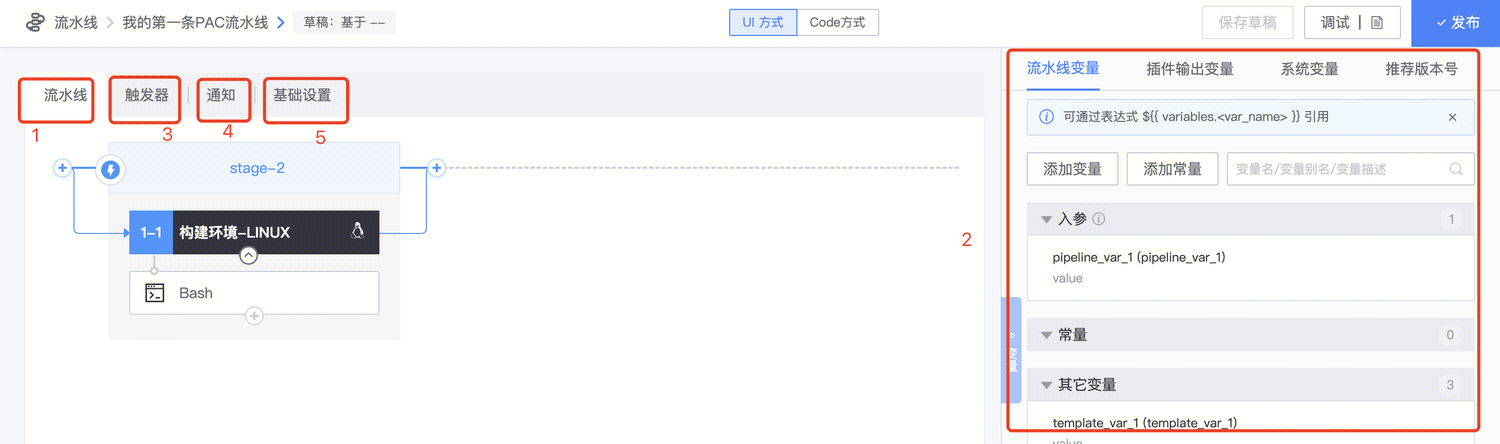 流水线 我的第一条PAC流水线 草稿：基于 -- UI 方式 Code方式 保存草稿 调试 发布
流水线 触发器 通知 基础设置
1 3 4 5
stage-2
1-1 构建环境-LINUX
Bash
2
流水线变量 插件输出变量 系统变量 推荐版本号
可通过表达式 ${{ variables.<var_name> }} 引用
添加变量 添加常量 变量名/变量别名/变量描述
入参 1
pipeline_var_1 (pipeline_var_1)
value
常量 0
变量
其它变量 3
template_var_1 (template_var_1)
value